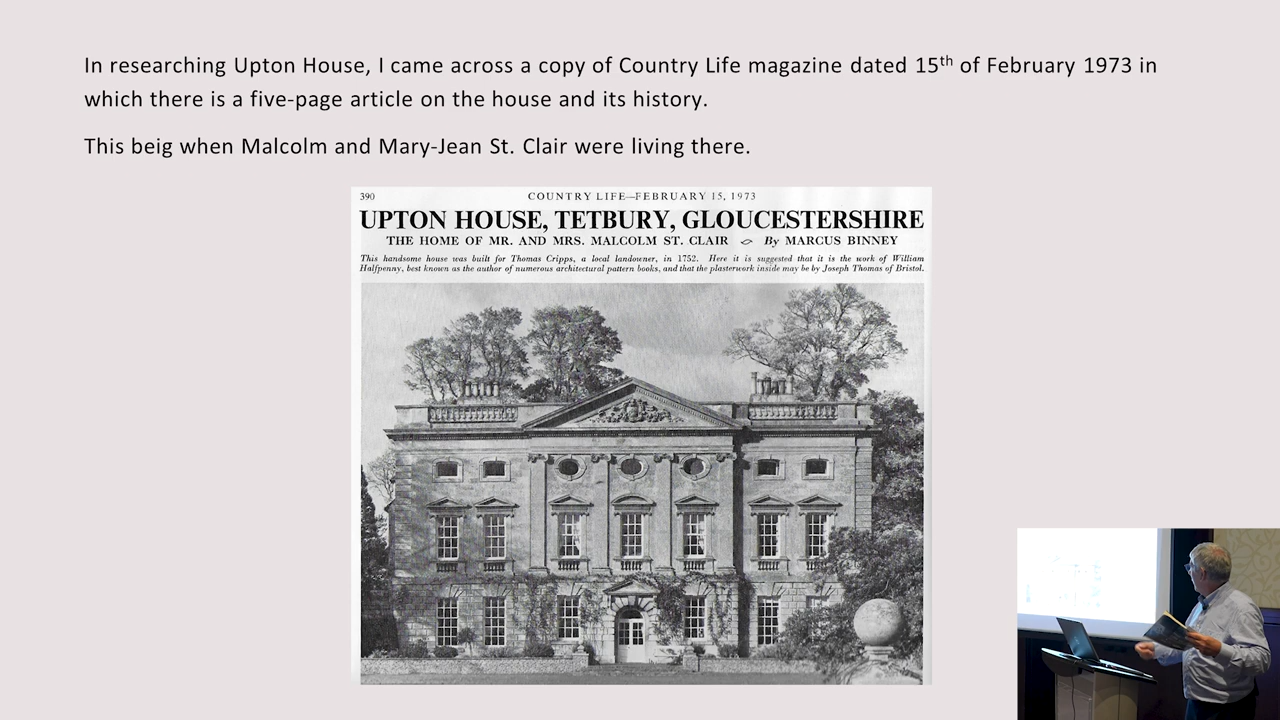 In researching Upton House, I came across a copy of Country Life magazine dated 15th of February 1973 in
which there is a five-page article on the house and its history.
This beig when Malcolm and Mary-Jean St. Clair were living there.
390 COUNTRY LIFE—FEBRUARY 15, 1973
UPTON HOUSE, TETBURY, GLOUCESTERSHIRE
THE HOME OF MR. AND MRS. MALCOLM ST. CLAIR By MARCUS BINNEY
This handsome house was built for Thomas Cripps, a local landowner, in 1752. Here it is suggested that it is the work of William
Halfpenny, best known as the author of numerous architectural pattern books, and that the plasterwork inside may be by Joseph Thomas of Bristol.